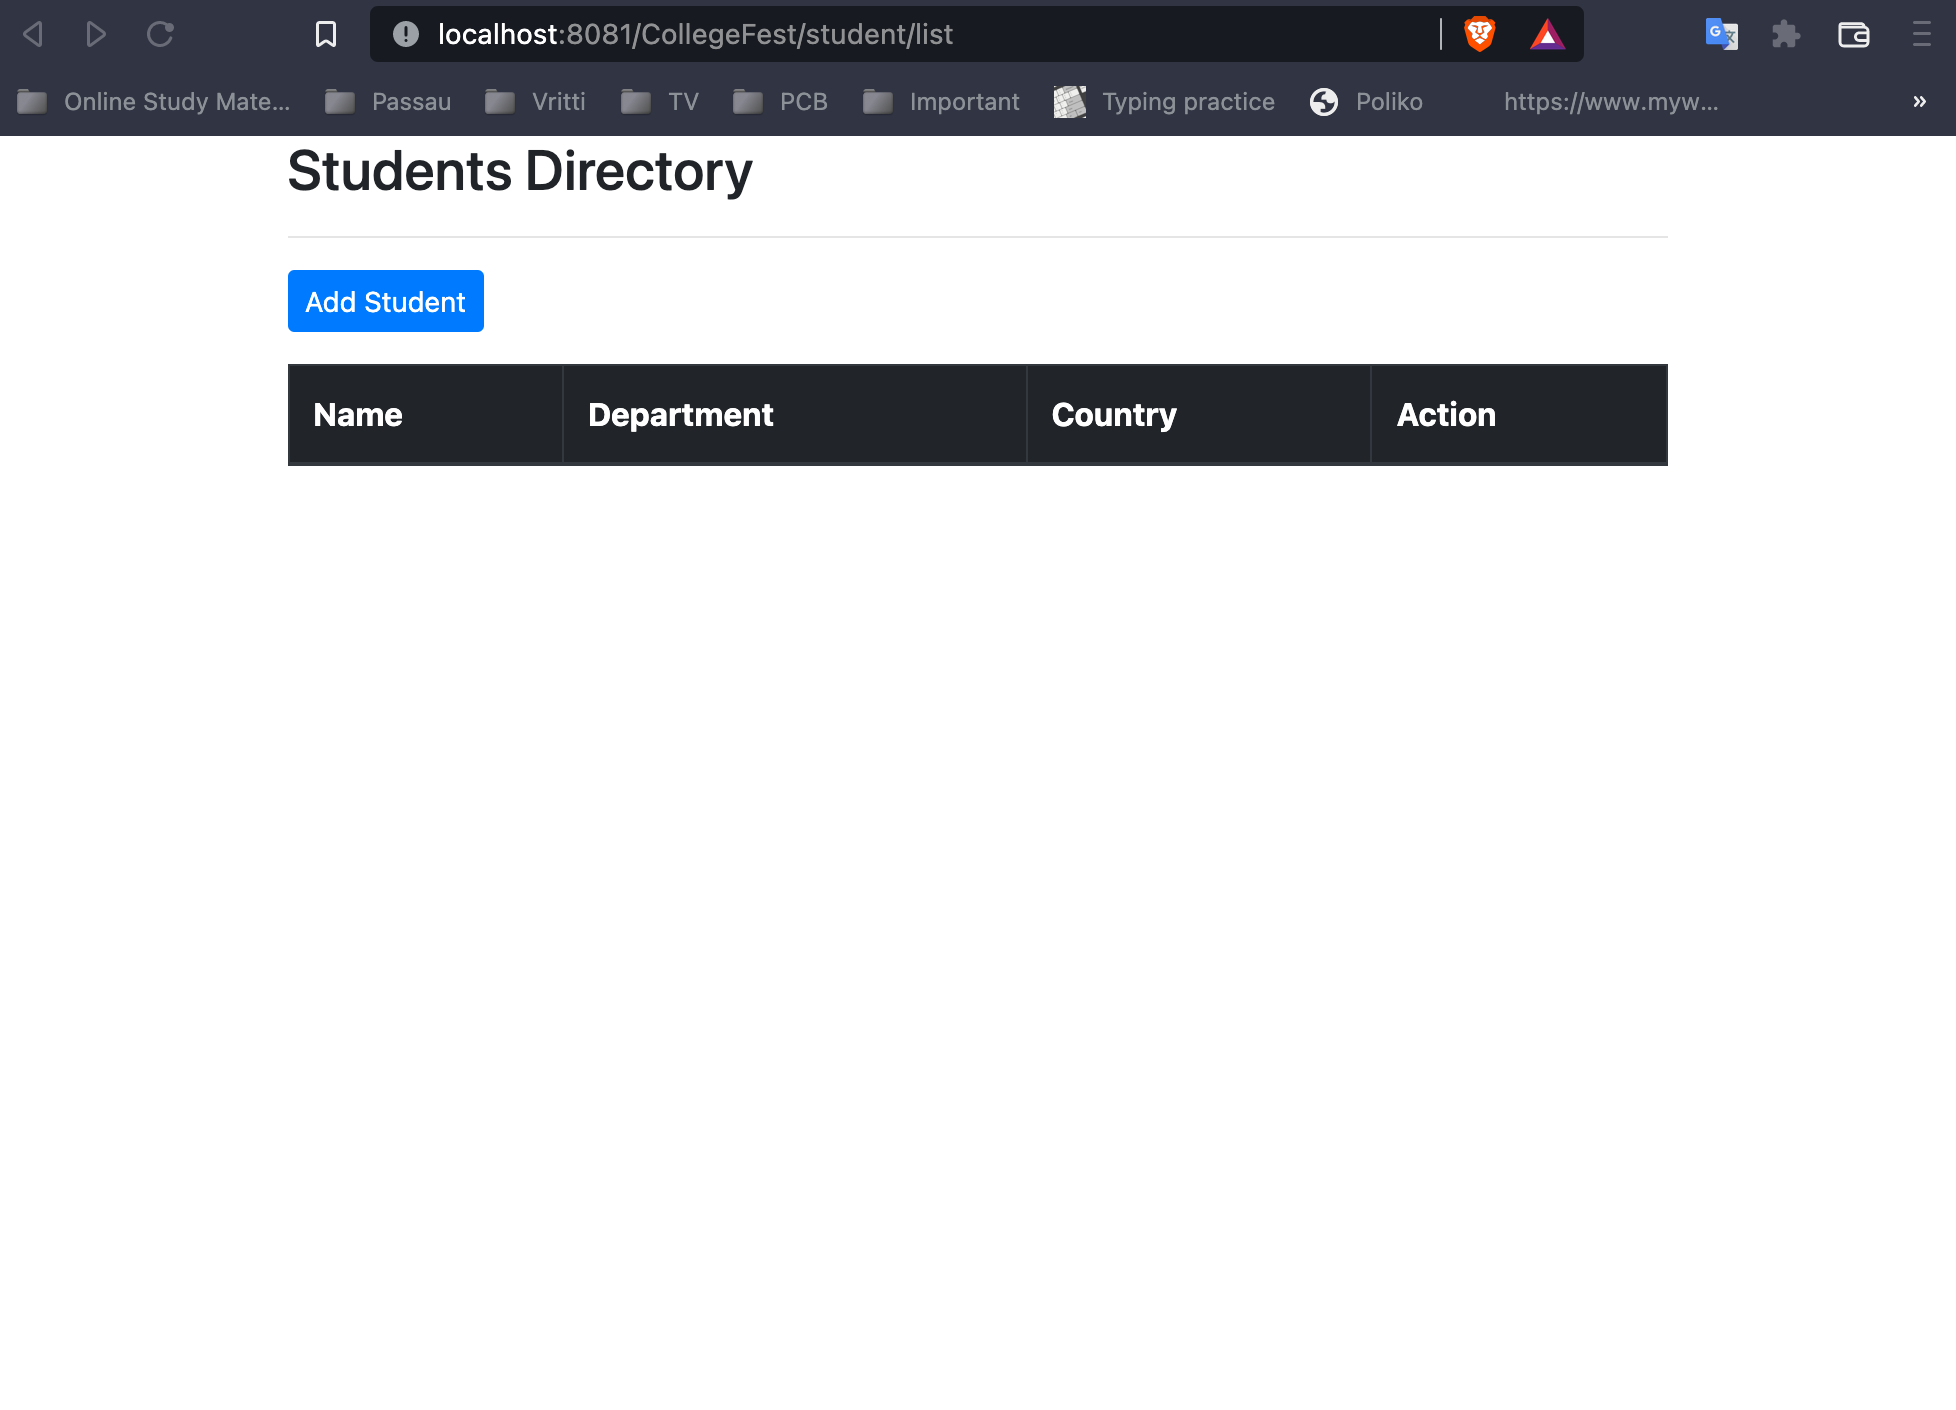 localhost:8081/CollegeFest/student/list
Online Study Mate... Passau Vritti TV PCB Important Typing practice Poliko https://www.myw... »
Students Directory
Add Student
Name Department Country Action